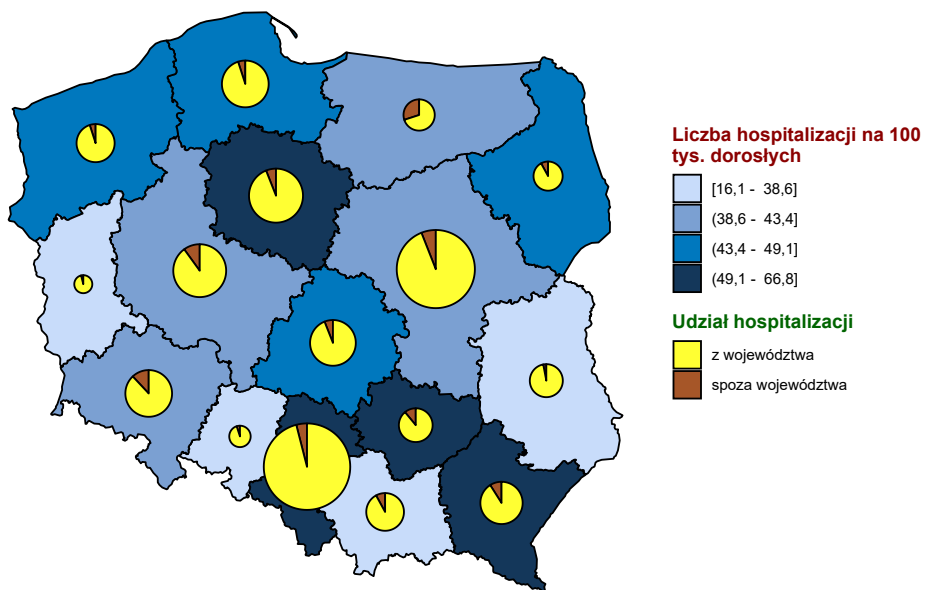 Liczba hospitalizacji na 100
tys. dorosłych
[16,1 - 38,6]
(38,6 - 43,4]
(43,4 - 49,1]
(49,1 - 66,8]
Udział hospitalizacji
z województwa
spoza województwa